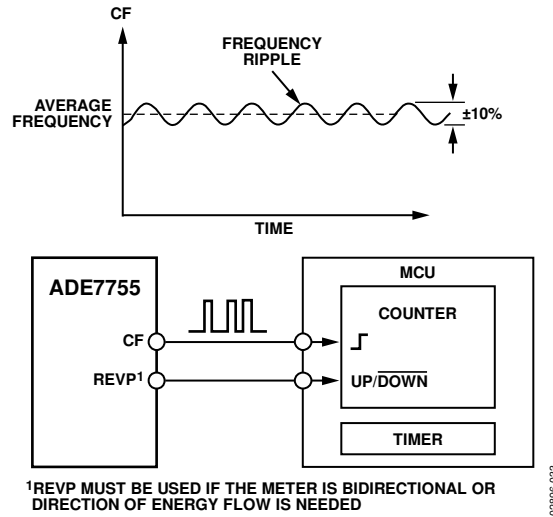 CF
FREQUENCY
RIPPLE
AVERAGE
FREQUENCY
±10%
TIME
ADE7755
CF
REVP1
MCU
COUNTER
UP/DOWN
TIMER
1REVP MUST BE USED IF THE METER IS BIDIRECTIONAL OR
DIRECTION OF ENERGY FLOW IS NEEDED